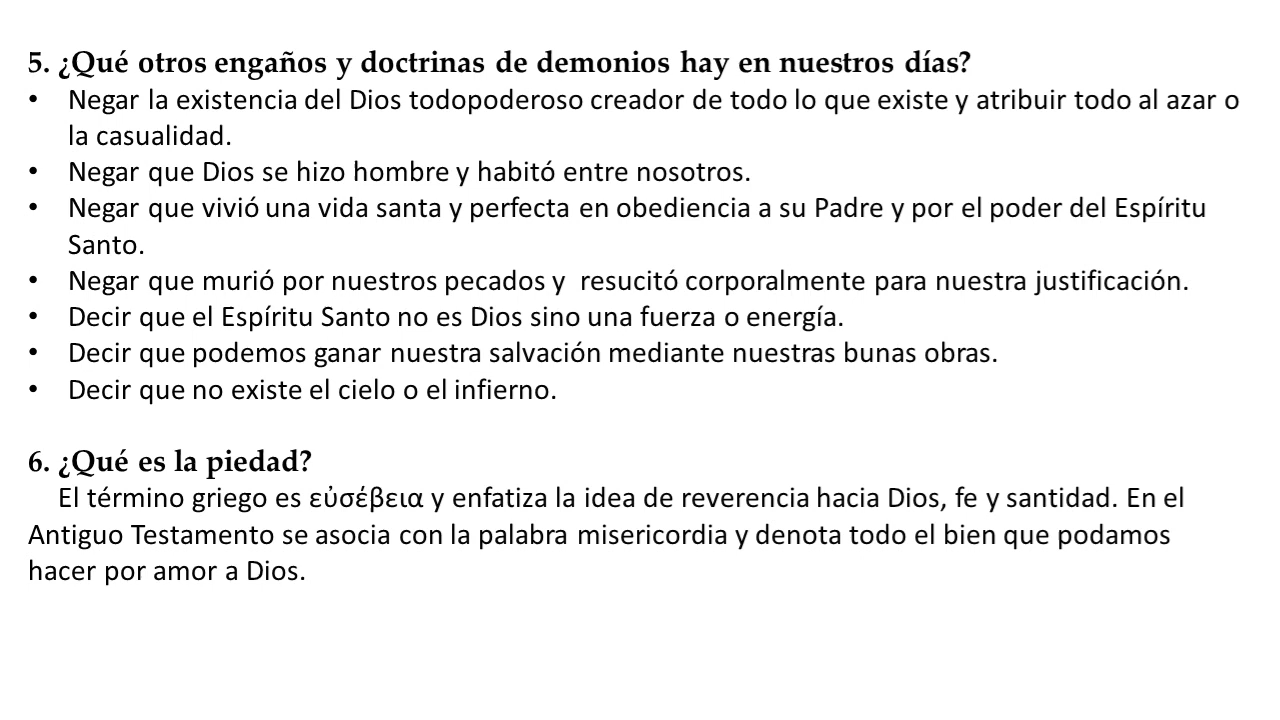 5. ¿Qué otros engaños y doctrinas de demonios hay en nuestros días?
• Negar la existencia del Dios todopoderoso creador de todo lo que existe y atribuir todo al azar o
la casualidad.
• Negar que Dios se hizo hombre y habitó entre nosotros.
• Negar que vivió una vida santa y perfecta en obediencia a su Padre y por el poder del Espíritu
Santo.
• Negar que murió por nuestros pecados y  resucitó corporalmente para nuestra justificación.
• Decir que el Espíritu Santo no es Dios sino una fuerza o energía.
• Decir que podemos ganar nuestra salvación mediante nuestras bunas obras.
• Decir que no existe el cielo o el infierno.
6. ¿Qué es la piedad?
El término griego es εὐσέβεια y enfatiza la idea de reverencia hacia Dios, fe y santidad. En el
Antiguo Testamento se asocia con la palabra misericordia y denota todo el bien que podamos
hacer por amor a Dios.